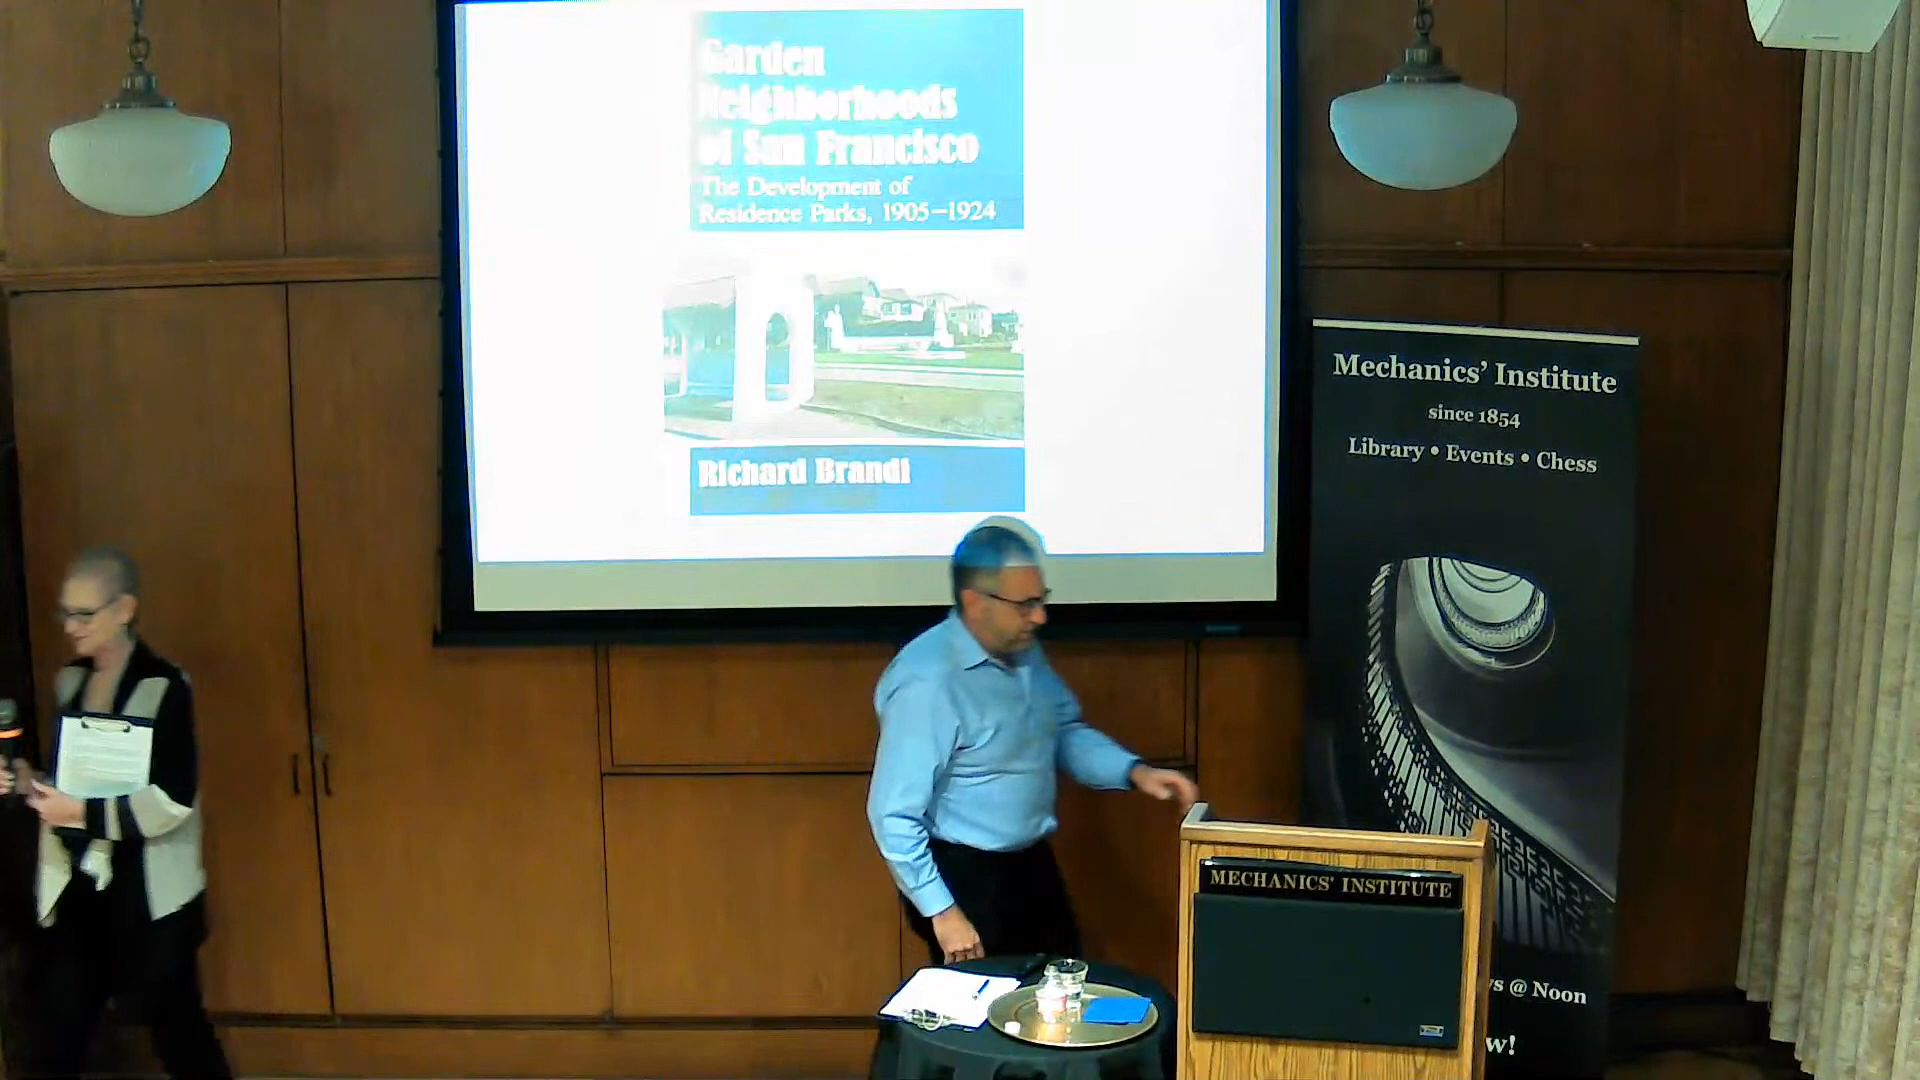 Garden
Neighborhoods
of San Francisco
The Development of
Residence Parks, 1905–1924
Richard Brandi
Mechanics' Institute
since 1854
Library • Events • Chess
MECHANICS' INSTITUTE
@ Noon